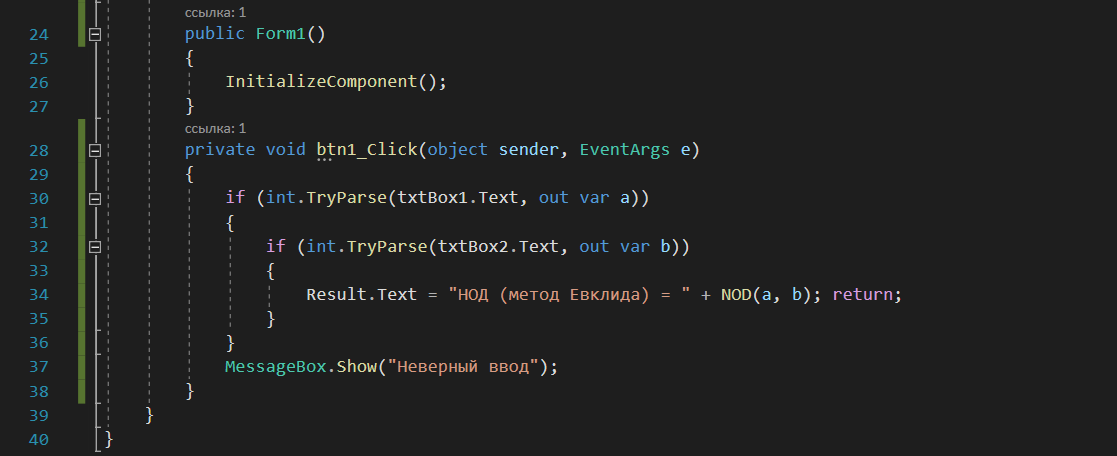 ссылка: 1
24 public Form1()
25 {
26 InitializeComponent();
27 }
ссылка: 1
28 private void btn1_Click(object sender, EventArgs e)
29 {
30 if (int.TryParse(txtBox1.Text, out var a))
31 {
32 if (int.TryParse(txtBox2.Text, out var b))
33 {
34 Result.Text = "НОД (метод Евклида) = " + NOD(a, b); return;
35 }
36 }
37 MessageBox.Show("Неверный ввод");
38 }
39 }
40 }